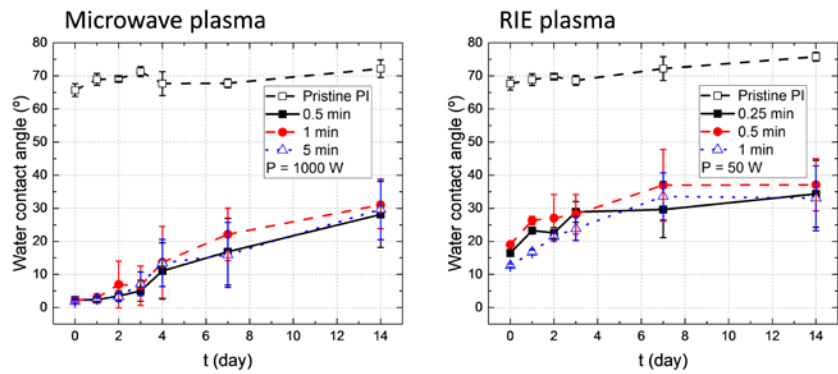 Microwave plasma
80
70
60
50
40
30
20
10
0
Water contact angle (º)
Pristine PI
0.5 min
1 min
5 min
P = 1000 W
0 2 4 6 8 10 12 14
t (day)
RIE plasma
80
70
60
50
40
30
20
10
0
Water contact angle (º)
Pristine PI
0.25 min
0.5 min
1 min
P = 50 W
0 2 4 6 8 10 12 14
t (day)